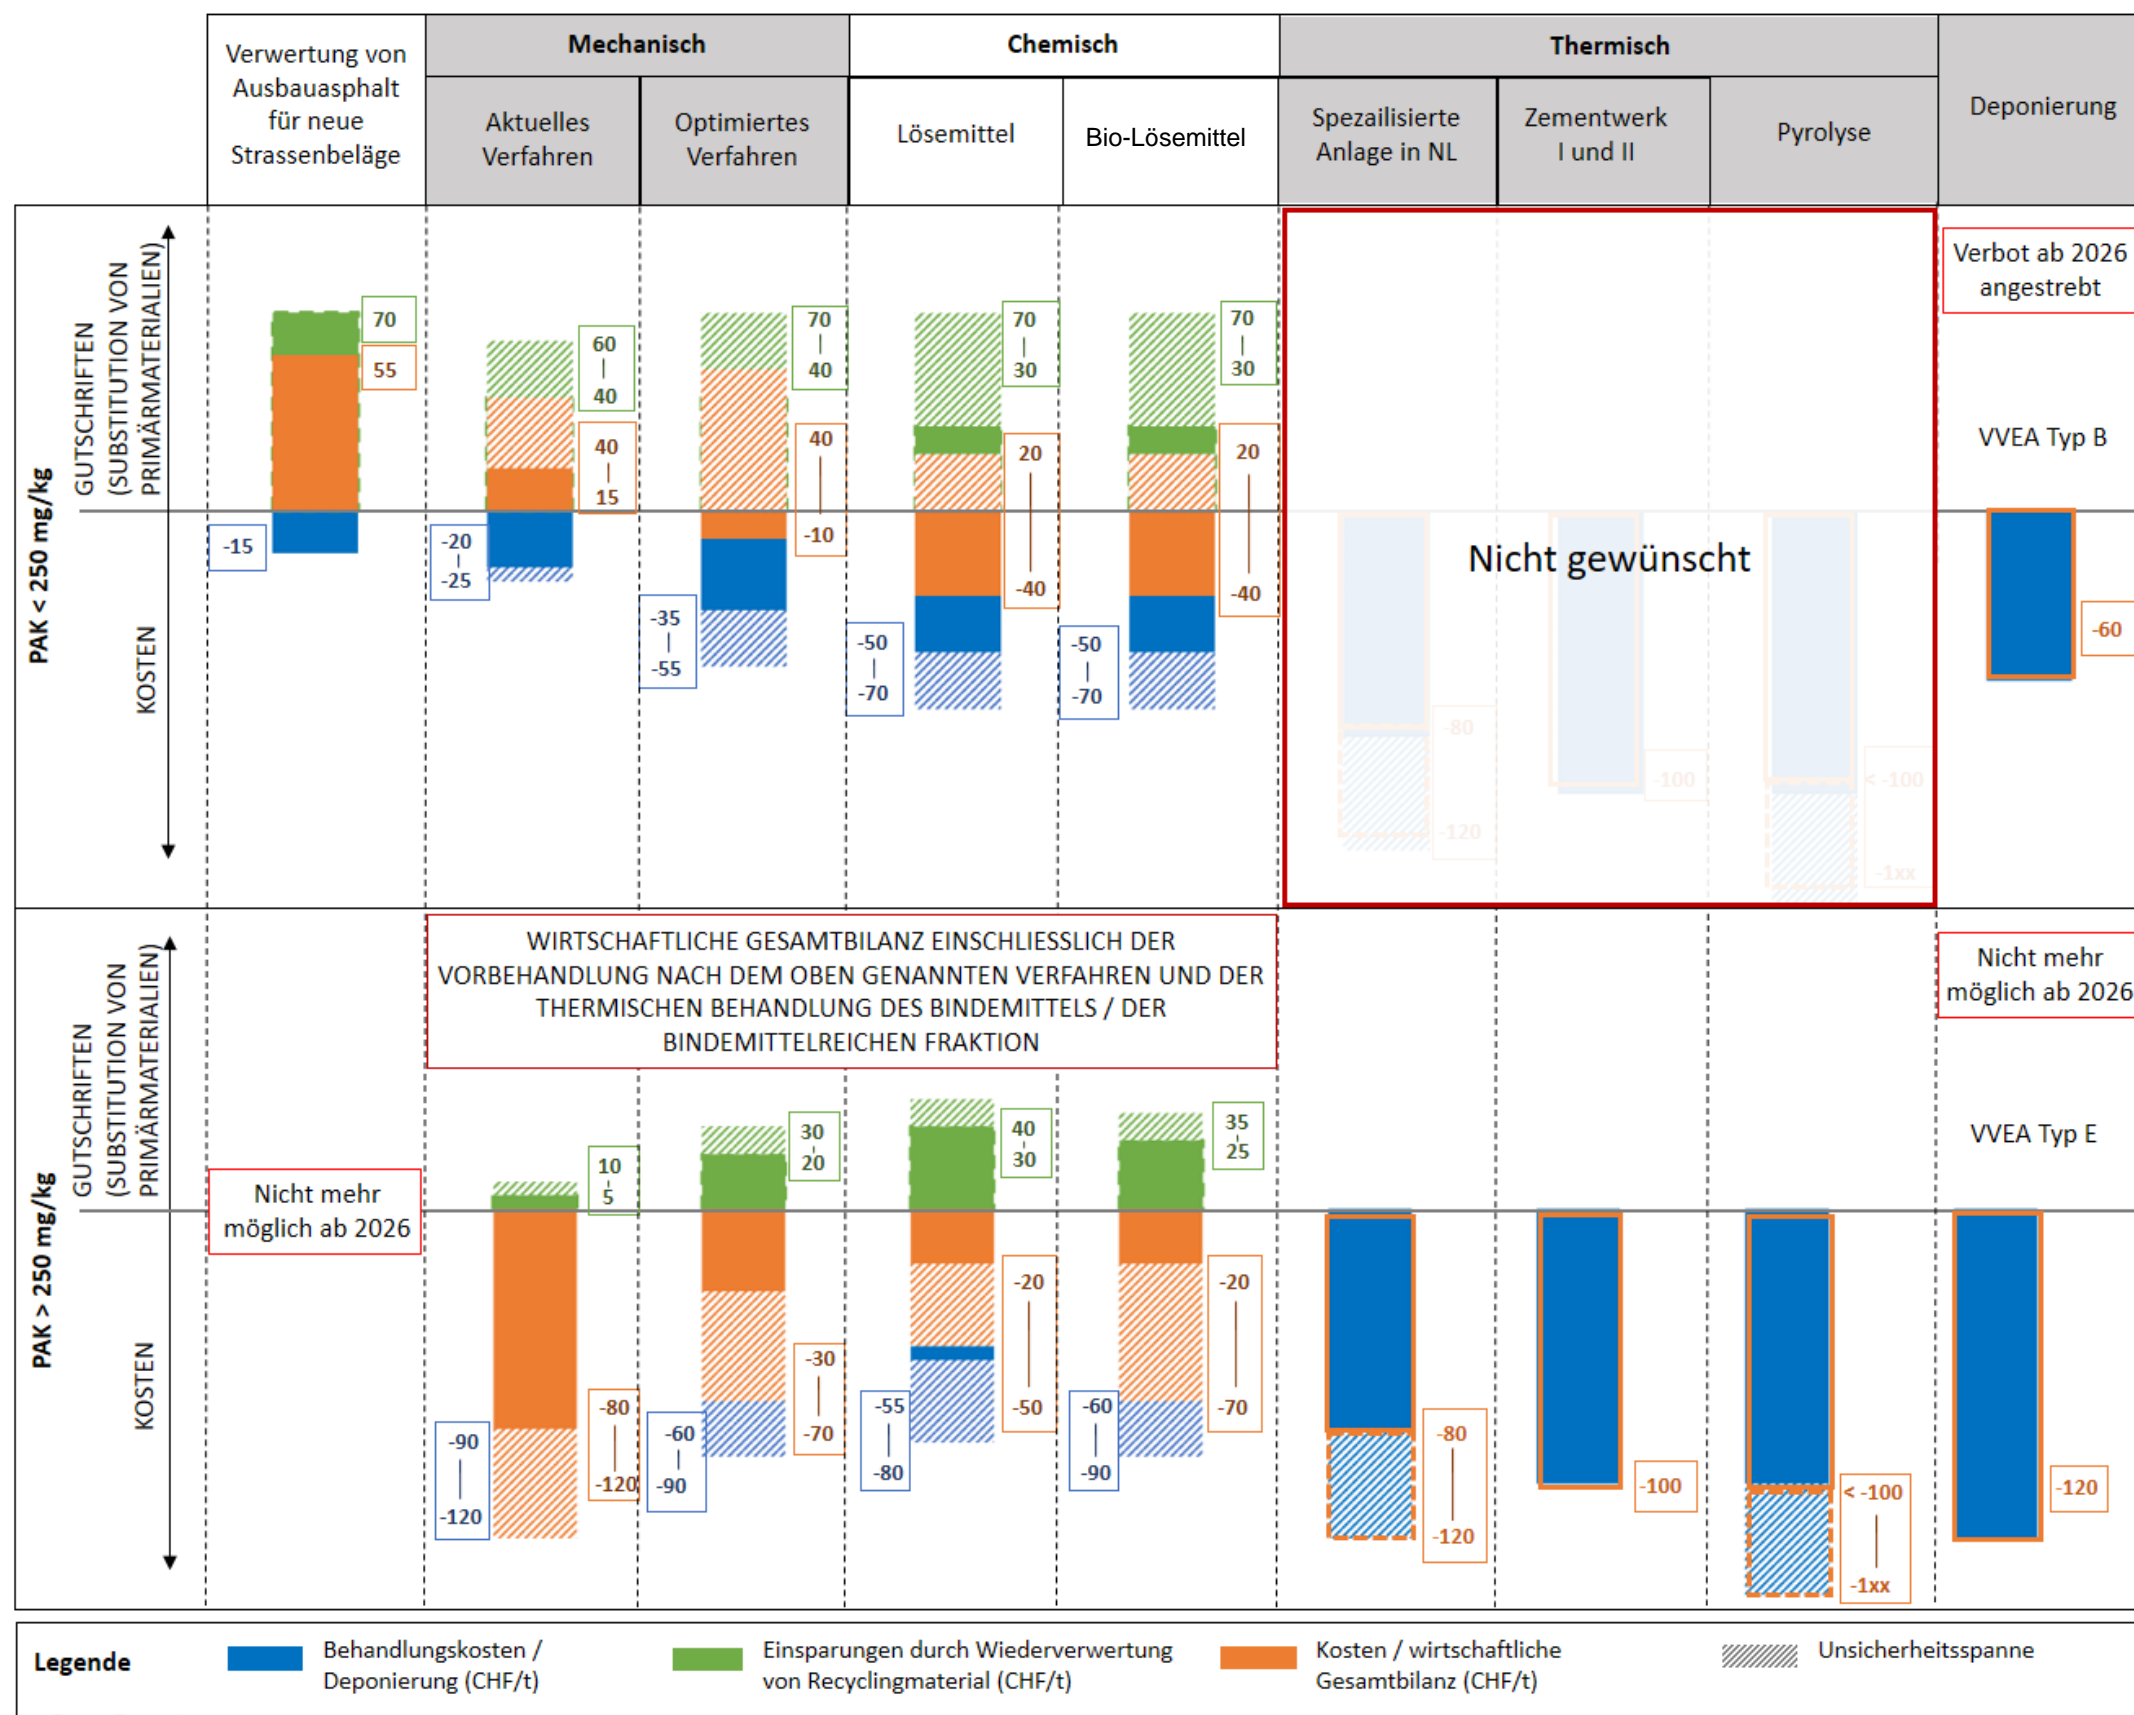 Verwertung von
Ausbauasphalt
für neue
Strassenbeläge
Mechanisch
Chemisch
Thermisch
Deponierung
Aktuelles
Verfahren
Optimiertes
Verfahren
Lösemittel
Bio-Lösemittel
Spezailisierte
Anlage in NL
Zementwerk
I und II
Pyrolyse
PAK < 250 mg/kg
GUTSCHRIFTEN
(SUBSTITUTION VON
PRIMÄRMATERIALIEN)
KOSTEN
70
55
-15
60
40
40
15
-20
-25
70
40
40
-10
-35
-55
70
30
20
-40
-50
-70
70
30
20
-40
-50
-70
Nicht gewünscht
-80
-120
-100
< -100
-1xx
Verbot ab 2026
angestrebt
VVEA Typ B
-60
PAK > 250 mg/kg
GUTSCHRIFTEN
(SUBSTITUTION VON
PRIMÄRMATERIALIEN)
KOSTEN
Nicht mehr
möglich ab 2026
WIRTSCHAFTLICHE GESAMTBILANZ EINSCHLIESSLICH DER
VORBEHANDLUNG NACH DEM OBEN GENANNTEN VERFAHREN UND DER
THERMISCHEN BEHANDLUNG DES BINDEMITTELS / DER
BINDEMITTELREICHEN FRAKTION
10
5
-80
-120
-90
-120
30
20
-30
-70
-60
-90
40
30
-20
-50
-55
-80
35
25
-20
-70
-60
-90
-80
-120
-100
< -100
-1xx
Nicht mehr
möglich ab 2026
VVEA Typ E
-120
Legende
Behandlungskosten /
Deponierung (CHF/t)
Einsparungen durch Wiederverwertung
von Recyclingmaterial (CHF/t)
Kosten / wirtschaftliche
Gesamtbilanz (CHF/t)
Unsicherheitsspanne